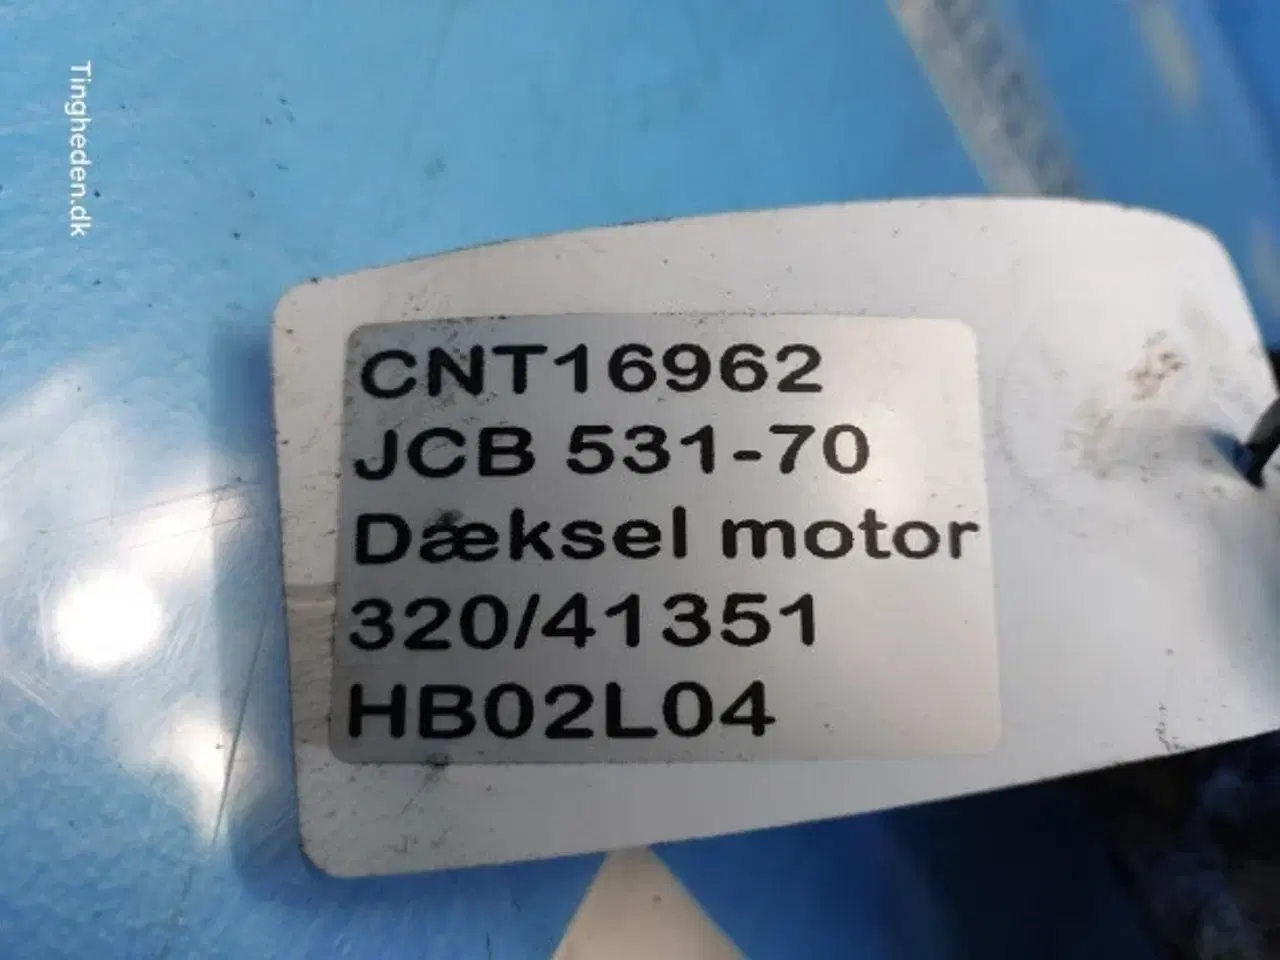 Tingheden.dk
CNT16962
JCB 531-70
Dæksel motor
320/41351
HB02L04